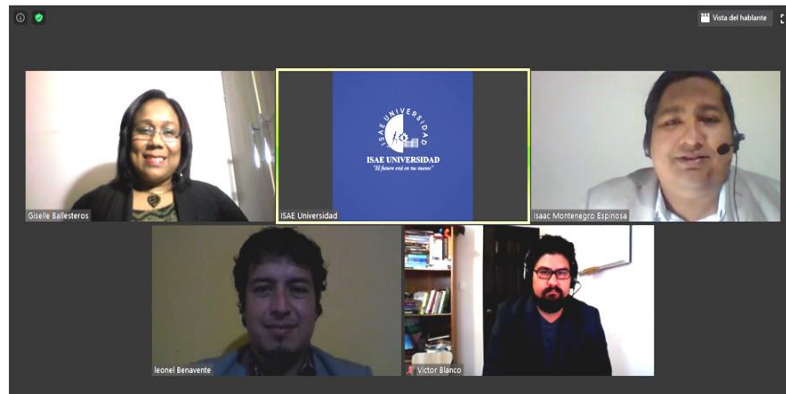 Vista del hablante
ISAE UNIVERSIDAD
ISAE UNIVERSIDAD
"El futuro está en tus manos"
Giselle Ballesteros
ISAE Universidad
Isaac Montenegro Espinosa
leonel Benavente
Victor Blanco